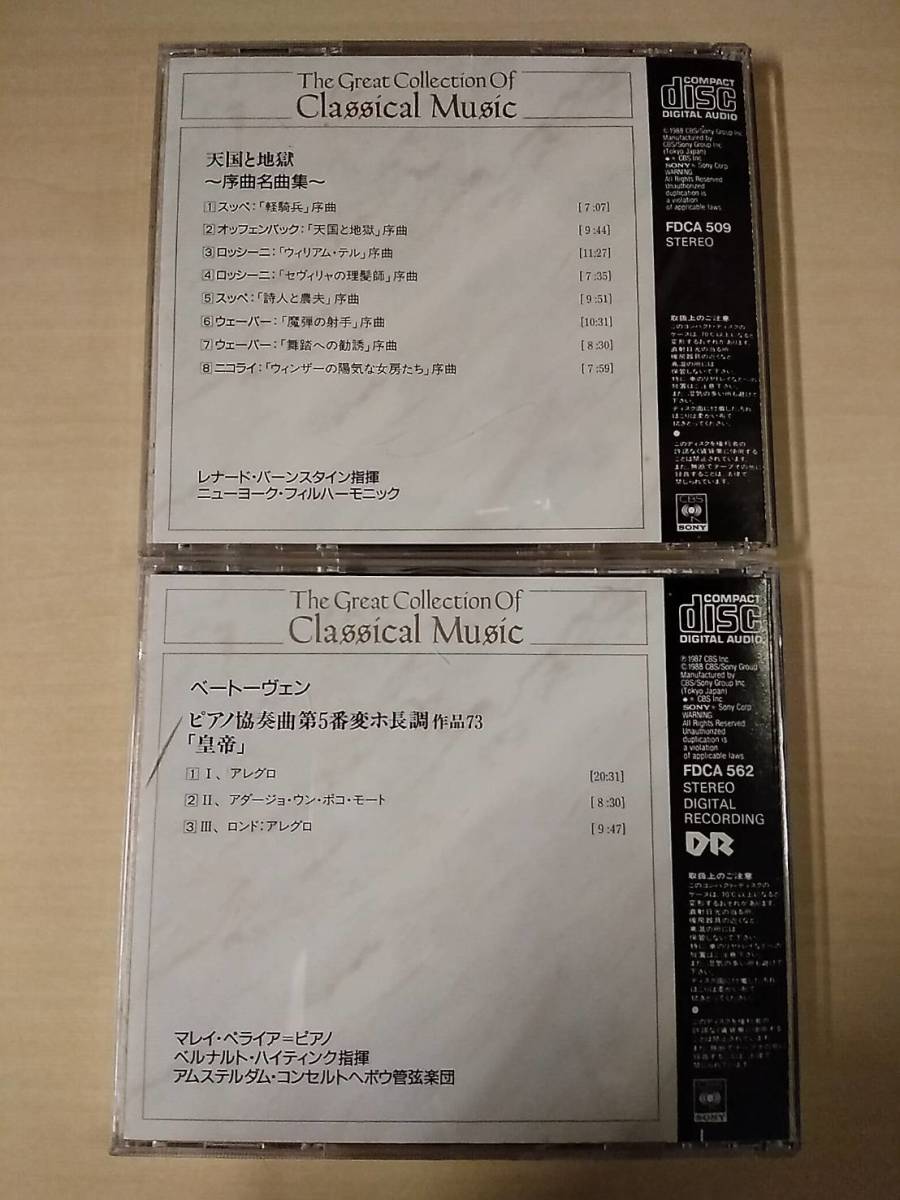 The Great Collection Of
Classical Music
天国と地獄
～序曲名曲集～
1 スッペ:「軽騎兵」序曲 [7:07]
2 オッフェンバック:「天国と地獄」序曲 [9:44]
3 ロッシーニ:「ウィリアム・テル」序曲 [11:27]
4 ロッシーニ:「セヴィリャの理髪師」序曲 [7:35]
5 スッペ:「詩人と農夫」序曲 [9:51]
6 ウェーバー:「魔弾の射手」序曲 [10:31]
7 ウェーバー:「舞踏への勧誘」序曲 [8:30]
8 ニコライ:「ウィンザーの陽気な女房たち」序曲 [7:59]
レナード・バーンスタイン指揮
ニューヨーク・フィルハーモニック
COMPACT
disc
DIGITAL AUDIO
© 1988 CBS/Sony Group Inc.
Manufactured by
CBS/Sony Group Inc.
(Tokyo Japan)
CBS Inc.
SONY Sony Corp.
WARNING
All Rights Reserved
Unauthorized
duplication is
a violation
of applicable laws
FDCA 509
STEREO
取扱上のご注意
CBS
SONY
The Great Collection Of
Classical Music
ベートーヴェン
ピアノ協奏曲第5番変ホ長調 作品73
「皇帝」
1 I、アレグロ [20:31]
2 II、アダージョ・ウン・ポコ・モート [8:30]
3 III、ロンド:アレグロ [9:47]
マレイ・ペライア=ピアノ
ベルナルト・ハイティンク指揮
アムステルダム・コンセルトヘボウ管弦楽団
COMPACT
disc
DIGITAL AUDIO
℗ 1987 CBS Inc.
© 1988 CBS/Sony Group Inc.
Manufactured by
CBS/Sony Group Inc.
(Tokyo Japan)
CBS Inc.
SONY Sony Corp.
WARNING
All Rights Reserved
Unauthorized
duplication is
a violation
of applicable laws
FDCA 562
STEREO
DIGITAL
RECORDING
DR
取扱上のご注意
CBS
SONY